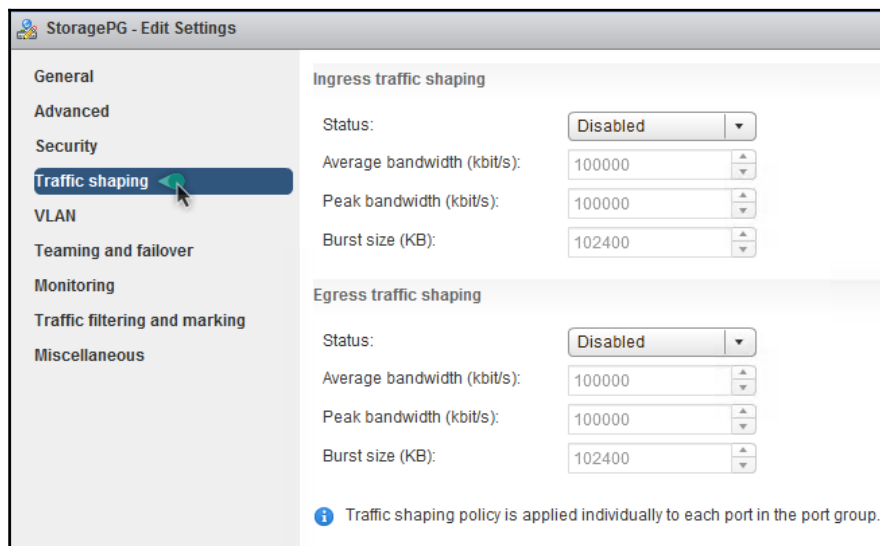 StoragePG - Edit Settings
General
Advanced
Security
Traffic shaping
VLAN
Teaming and failover
Monitoring
Traffic filtering and marking
Miscellaneous
Ingress traffic shaping
Status: Disabled
Average bandwidth (kbit/s): 100000
Peak bandwidth (kbit/s): 100000
Burst size (KB): 102400
Egress traffic shaping
Status: Disabled
Average bandwidth (kbit/s): 100000
Peak bandwidth (kbit/s): 100000
Burst size (KB): 102400
Traffic shaping policy is applied individually to each port in the port group.